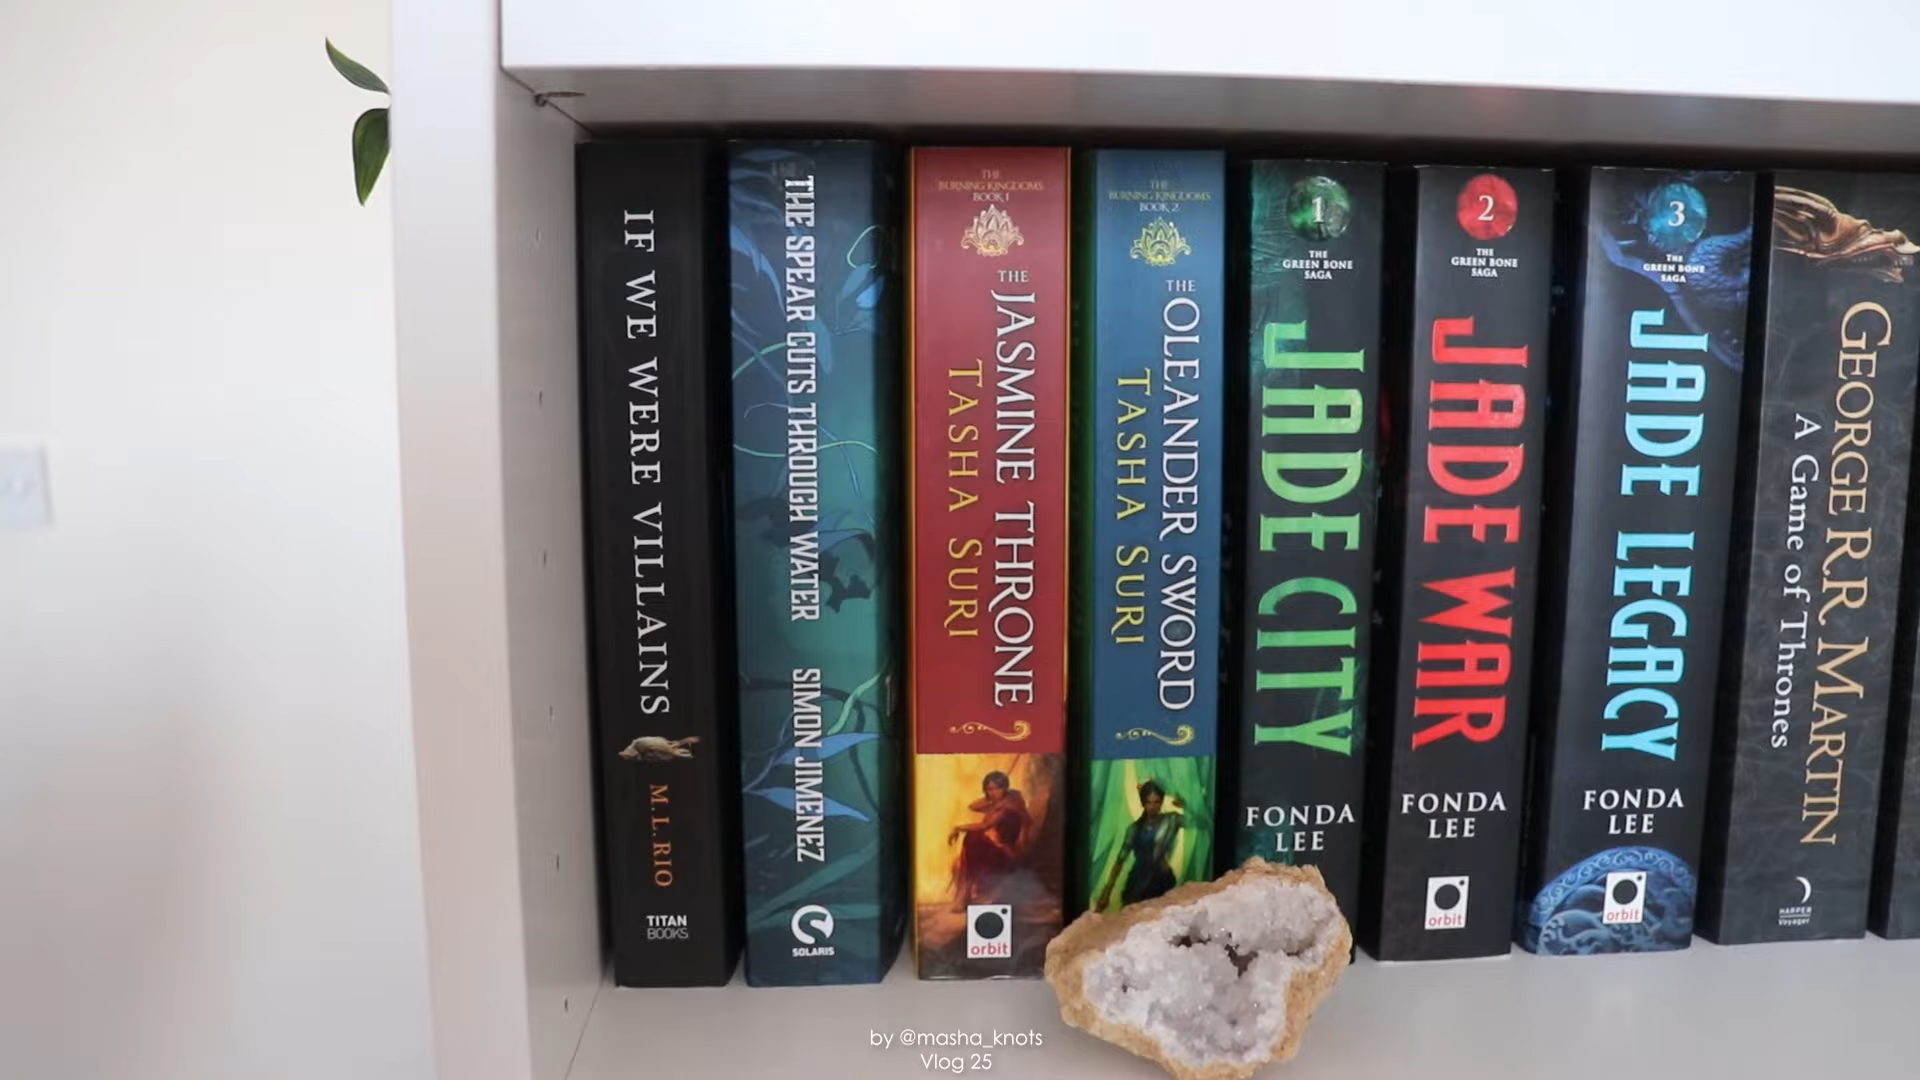 IF WE WERE VILLAINS
M.L. RIO
TITAN
BOOKS
THE SPEAR CUTS THROUGH WATER
SIMON JIMENEZ
SOLARIS
THE
BURNING KINGDOMS
BOOK 1
THE
JASMINE THRONE
TASHA SURI
orbit
THE
BURNING KINGDOMS
BOOK 2
THE
OLEANDER SWORD
TASHA SURI
1
THE
GREEN BONE
SAGA
JADE CITY
FONDA
LEE
2
THE
GREEN BONE
SAGA
JADE WAR
FONDA
LEE
orbit
3
THE
GREEN BONE
SAGA
JADE LEGACY
FONDA
LEE
orbit
GEORGE R R MARTIN
A Game of Thrones
HARPER
Voyager
by @masha_knots
Vlog 25